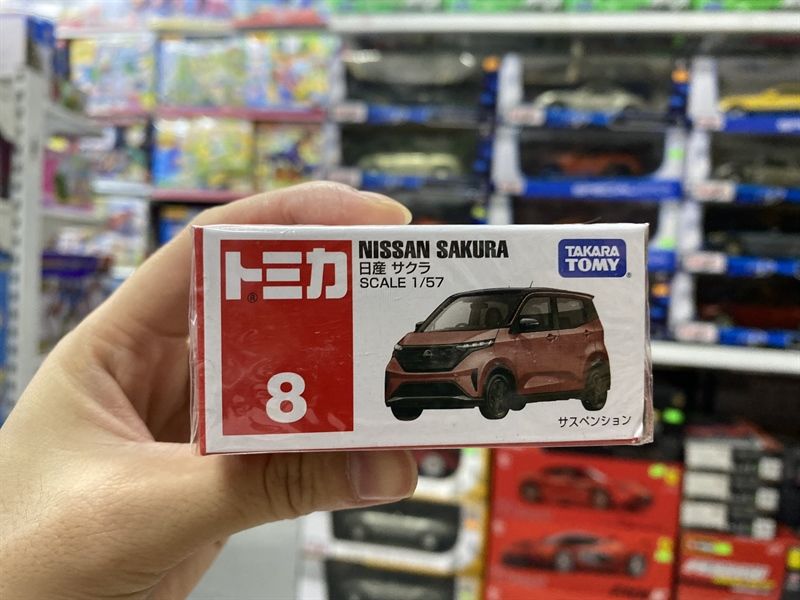 トミカ
®
8
NISSAN SAKURA
日産 サクラ
SCALE 1/57
TAKARA
TOMY
®
サスペンション